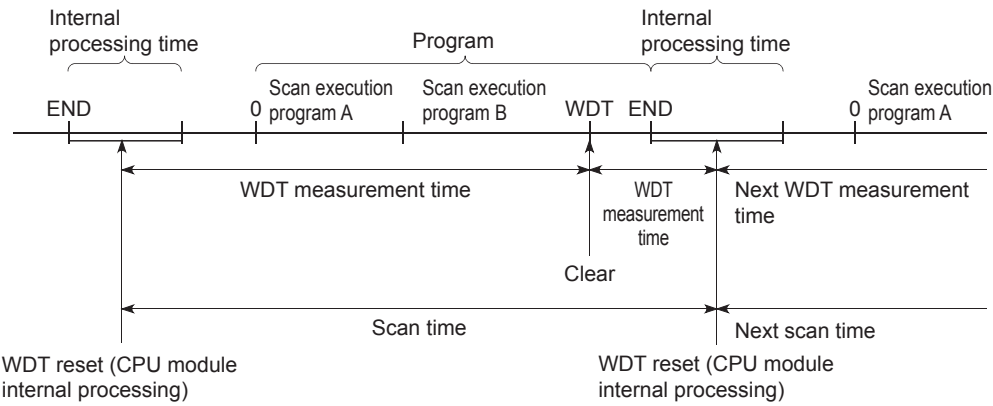 Internal
processing time
Program
Internal
processing time
END
0
Scan execution
program A
Scan execution
program B
WDT
END
0
Scan execution
program A
WDT measurement time
WDT
measurement
time
Next WDT measurement
time
Clear
Scan time
Next scan time
WDT reset (CPU module
internal processing)
WDT reset (CPU module
internal processing)